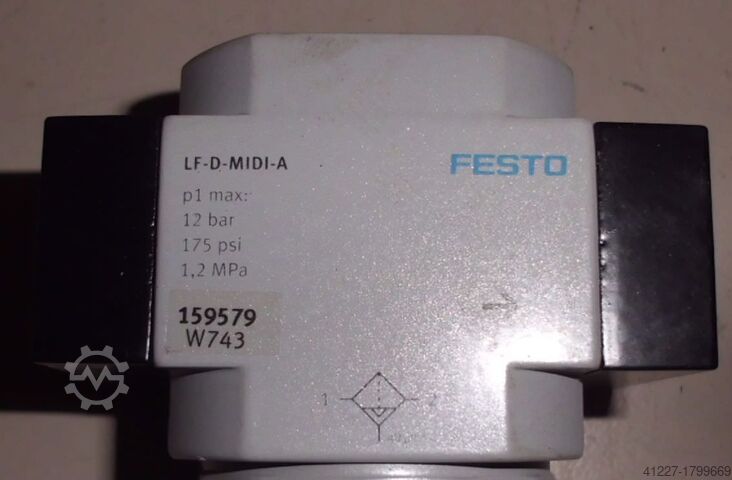 LF-D-MIDI-A
FESTO
p1 max:
12 bar
175 psi
1,2 MPa
159579
W743
1
2
41227-1799669